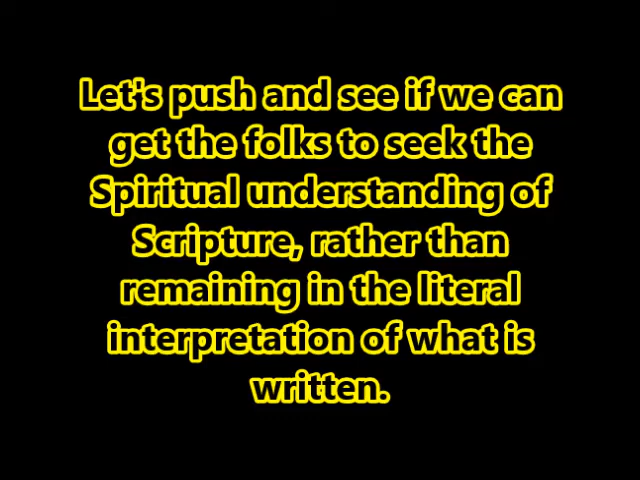 Let's push and see if we can
get the folks to seek the
Spiritual understanding of
Scripture, rather than
remaining in the literal
interpretation of what is
written.